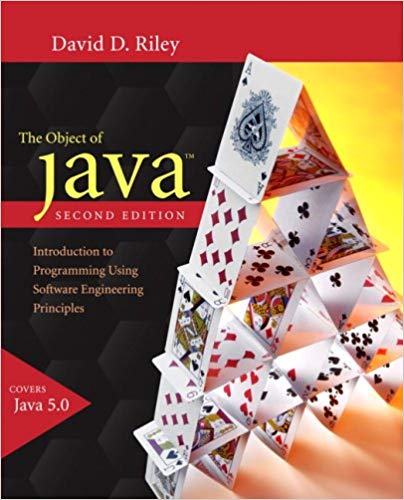 David D. Riley
The Object of
Java™
SECOND EDITION
Introduction to
Programming Using
Software Engineering
Principles
COVERS
Java 5.0